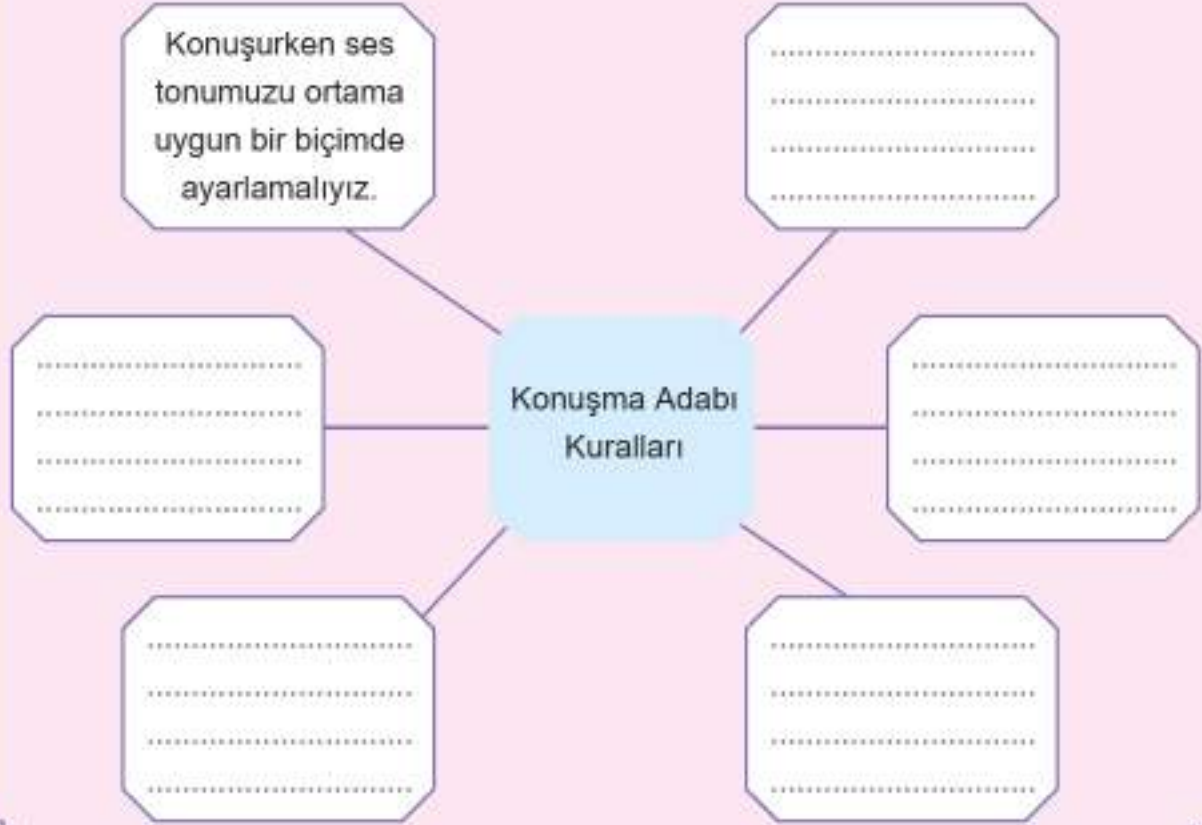 Konuşurken ses
tonumuzu ortama
uygun bir biçimde
ayarlamalıyız.
Konuşma Adabı
Kuralları